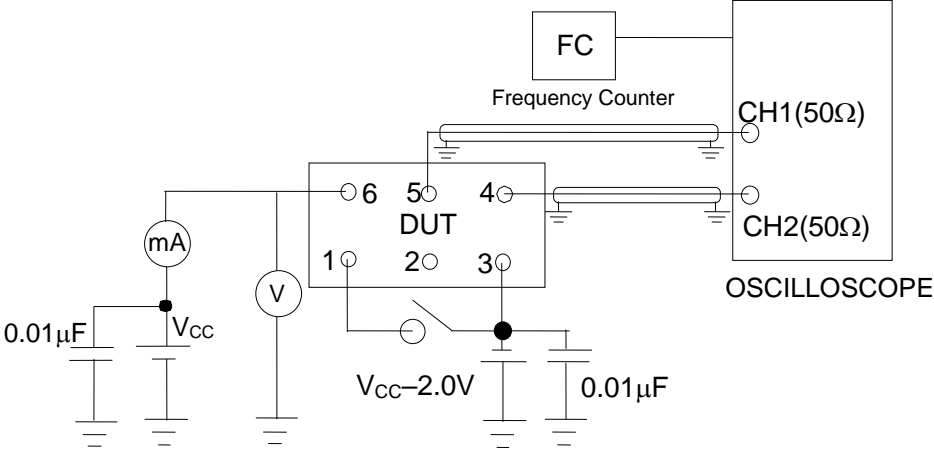 FC
Frequency Counter
CH1(50Ω)
6
5
4
DUT
CH2(50Ω)
mA
1
2
3
V
OSCILLOSCOPE
0.01μF
VCC
VCC–2.0V
0.01μF